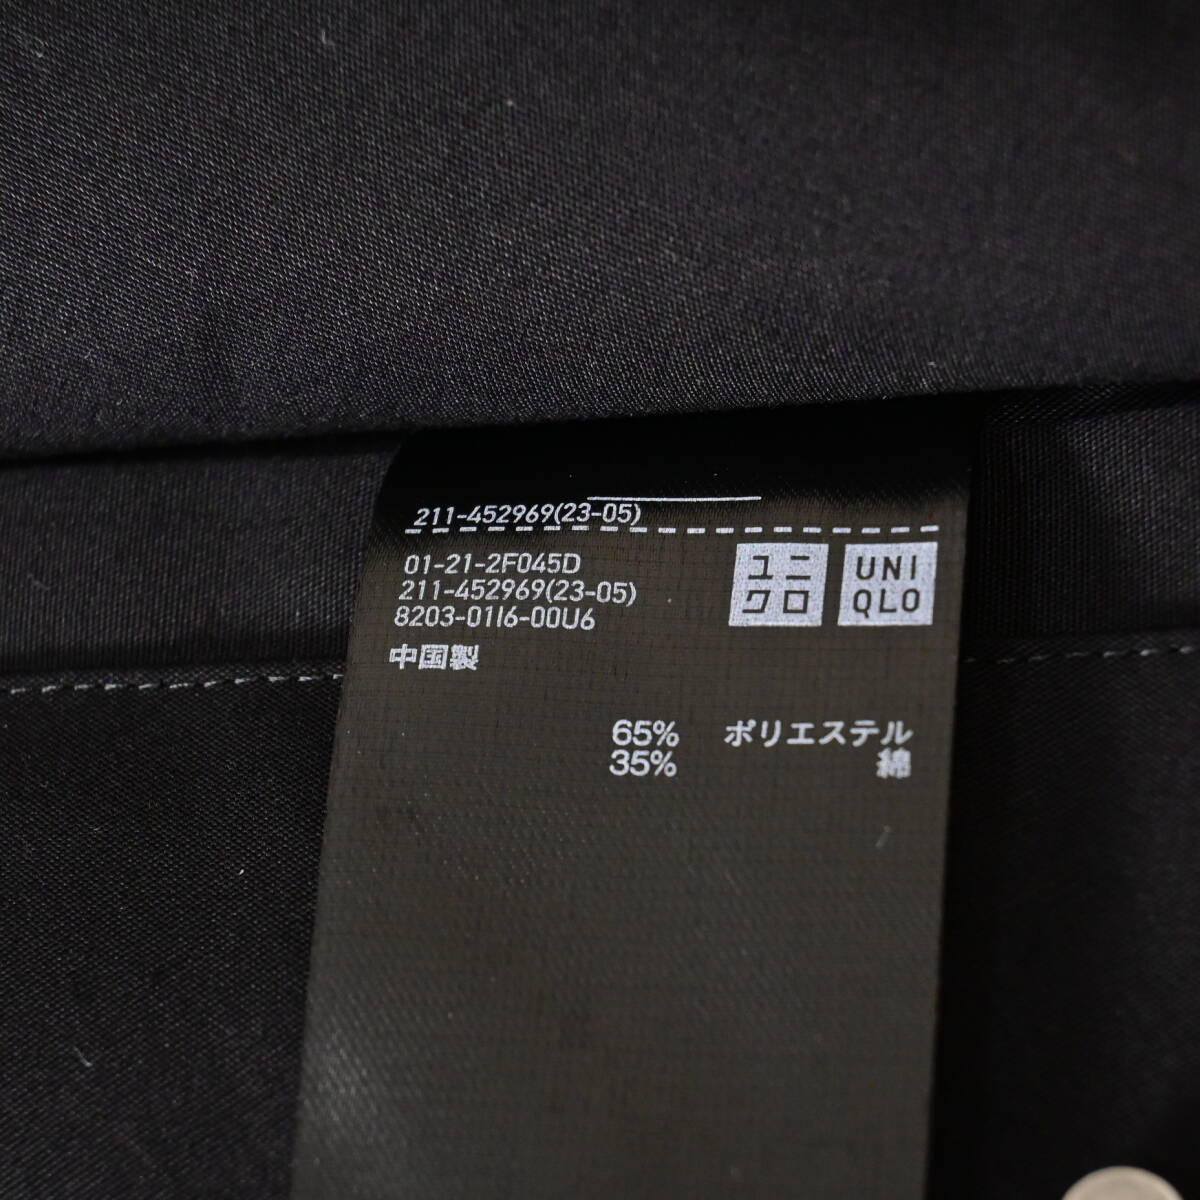 211-452969(23-05)
01-21-2F045D
211-452969(23-05)
8203-01I6-00U6
中国製
ユニ
クロ
UNI
QLO
65% ポリエステル
35% 綿